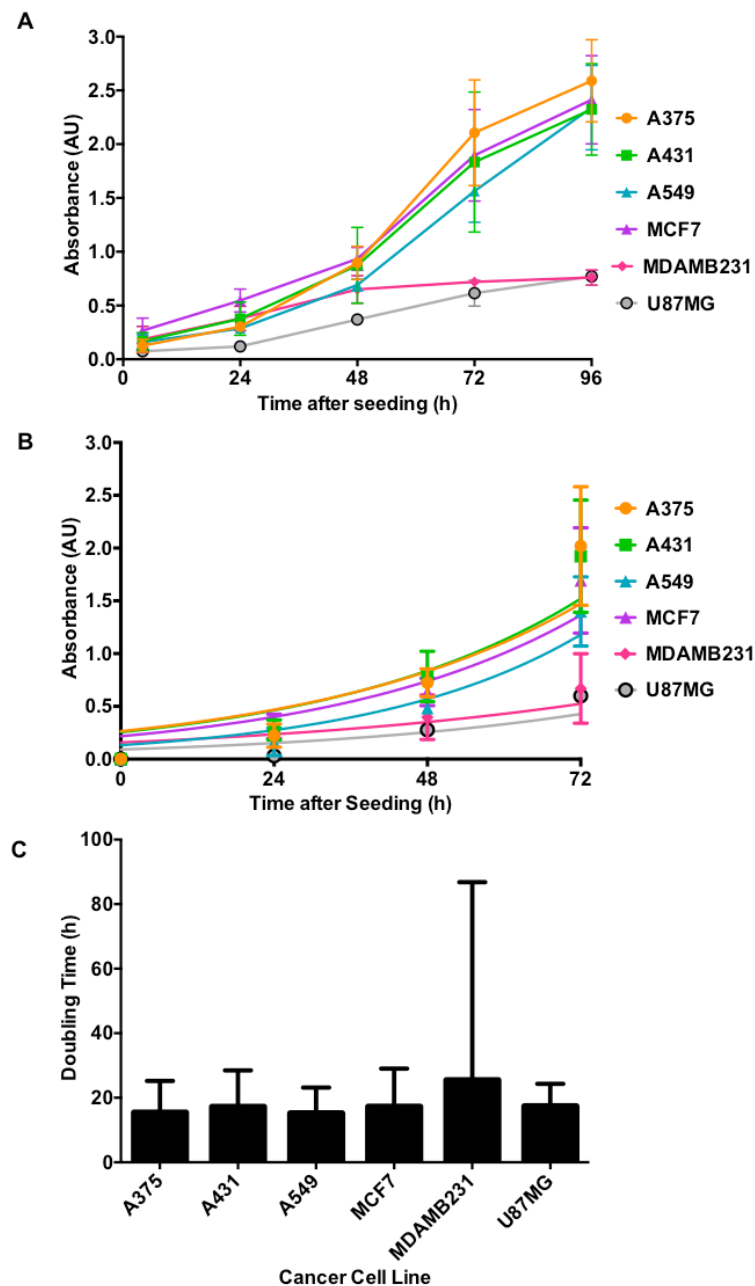 A
3.0
2.5
2.0
1.5
1.0
0.5
0.0
Absorbance (AU)
0 24 48 72 96
Time after seeding (h)
A375
A431
A549
MCF7
MDAMB231
U87MG
B
3.0
2.5
2.0
1.5
1.0
0.5
0.0
Absorbance (AU)
0 24 48 72
Time after Seeding (h)
A375
A431
A549
MCF7
MDAMB231
U87MG
C
100
80
60
40
20
0
Doubling Time (h)
A375 A431 A549 MCF7 MDAMB231 U87MG
Cancer Cell Line